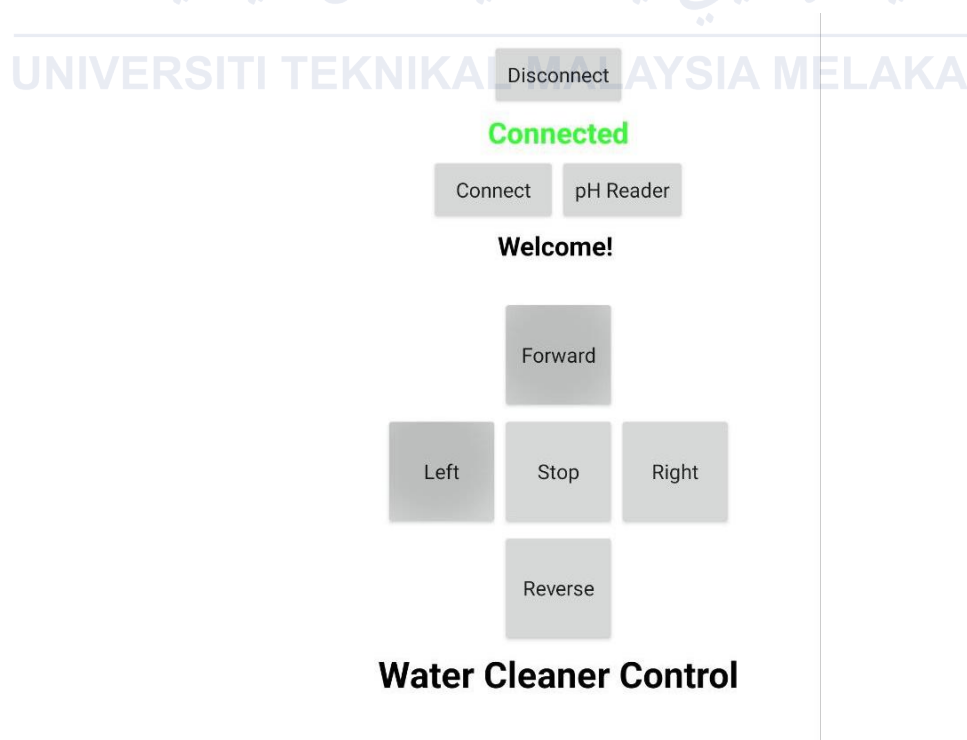 UNIVERSITI TEKNIKAL MALAYSIA MELAKA
Disconnect
Connected
Connect pH Reader
Welcome!
Forward
Left Stop Right
Reverse
Water Cleaner Control